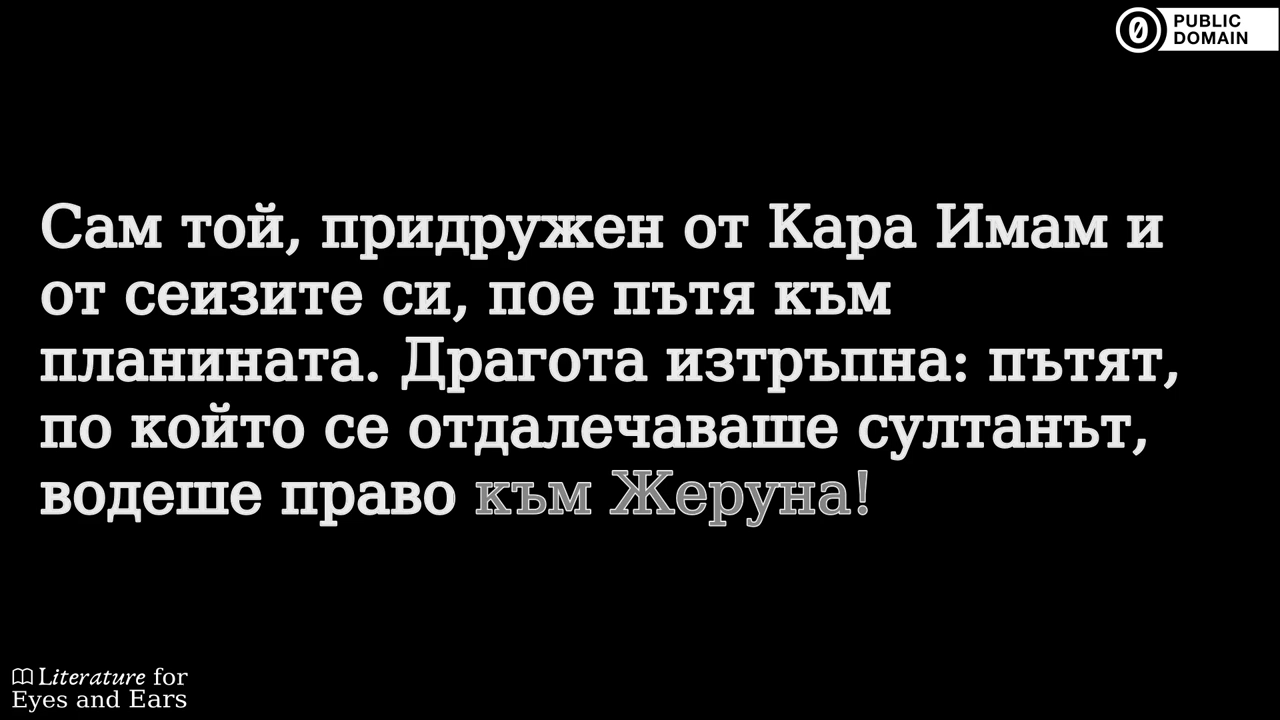 PUBLIC
DOMAIN
Сам той, придружен от Кара Имам и
от сеизите си, пое пътя към
планината. Драгота изтръпна: пътят,
по който се отдалечаваше султанът,
водеше право към Жеруна!
Literature for
Eyes and Ears